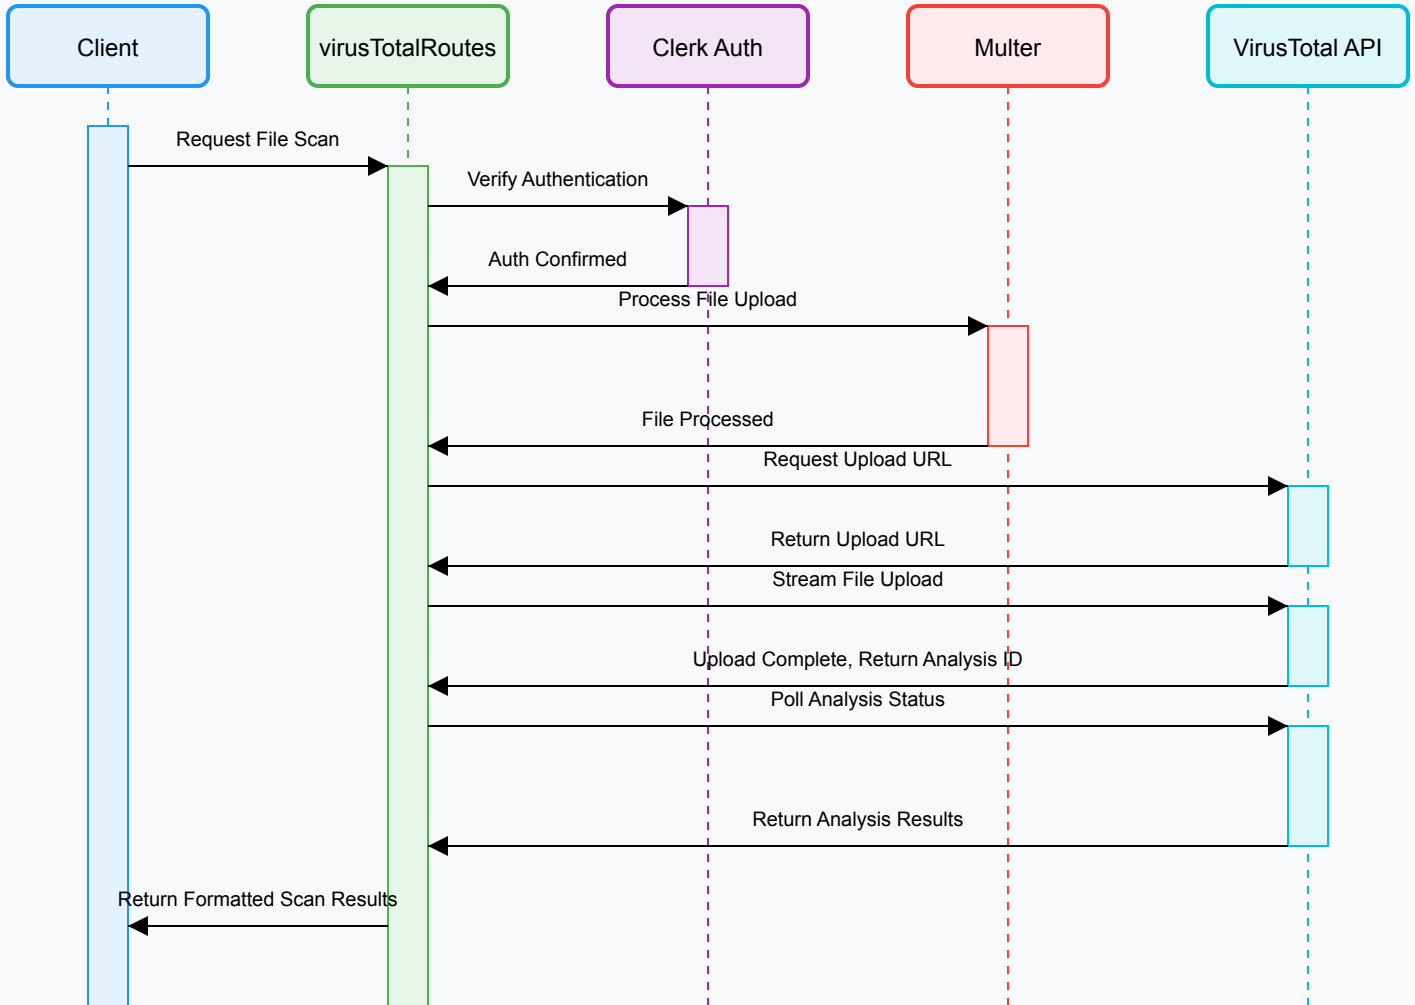 Client
virusTotalRoutes
Clerk Auth
Multer
VirusTotal API
Request File Scan
Verify Authentication
Auth Confirmed
Process File Upload
File Processed
Request Upload URL
Return Upload URL
Stream File Upload
Upload Complete, Return Analysis ID
Poll Analysis Status
Return Analysis Results
Return Formatted Scan Results